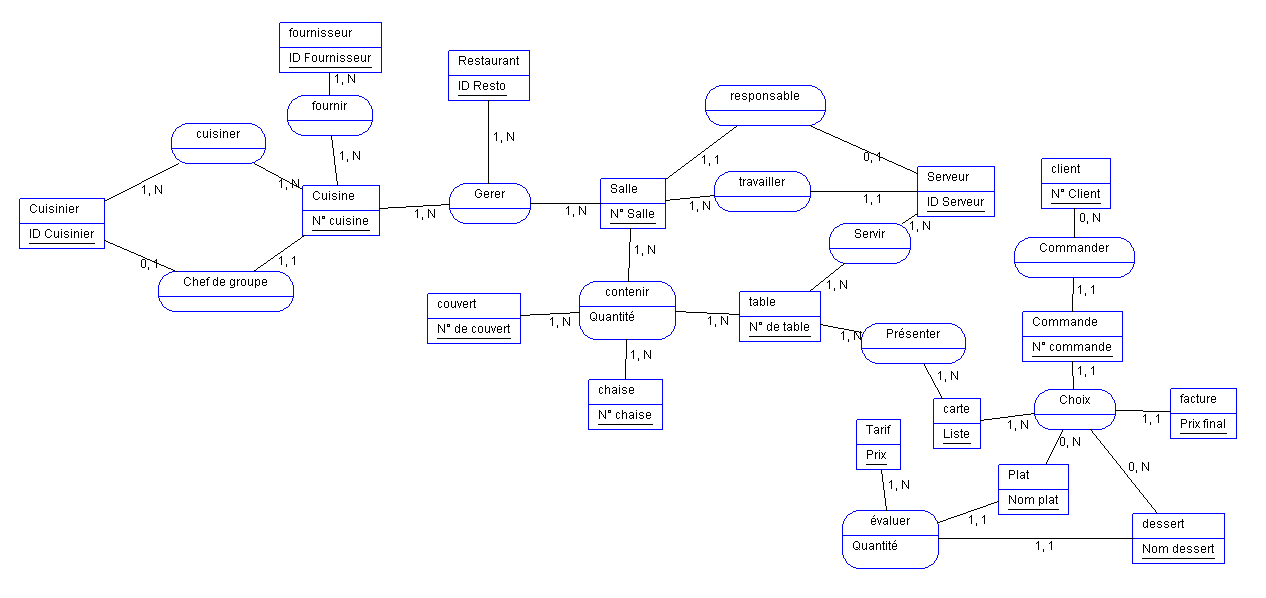 fournisseur
ID Fournisseur
1, N
fournir
1, N
Restaurant
ID Resto
1, N
responsable
1, 1
0, 1
cuisiner
1, N
1, N
Cuisinier
ID Cuisinier
0, 1
Chef de groupe
1, 1
Cuisine
N° cuisine
1, N
Gerer
1, N
Salle
N° Salle
1, N
travailler
1, 1
Serveur
ID Serveur
1, N
Servir
1, N
client
N° Client
0, N
Commander
1, 1
Commande
N° commande
1, 1
1, N
contenir
Quantité
couvert
N° de couvert
1, N
1, N
table
N° de table
1, N
Présenter
1, N
1, N
chaise
N° chaise
carte
Liste
1, N
Choix
1, 1
facture
Prix final
0, N
0, N
Tarif
Prix
1, N
Plat
Nom plat
1, 1
évaluer
Quantité
1, 1
dessert
Nom dessert